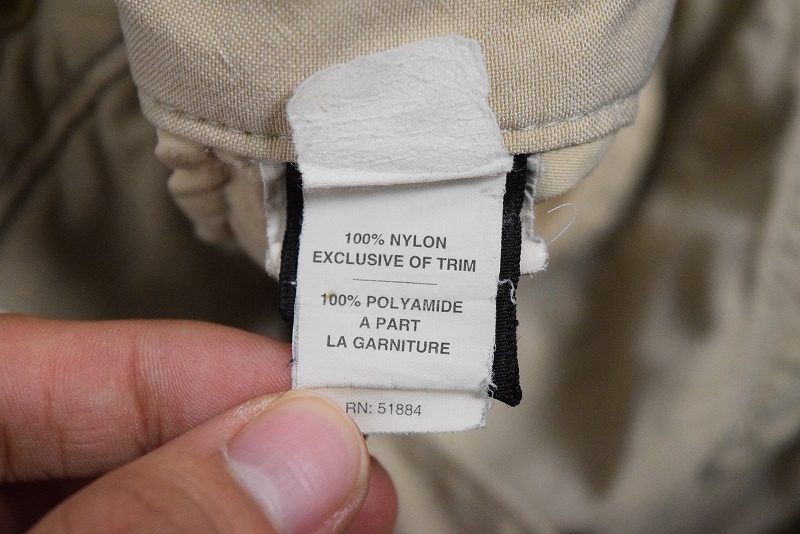 100% NYLON
EXCLUSIVE OF TRIM
100% POLYAMIDE
A PART
LA GARNITURE
RN: 51884